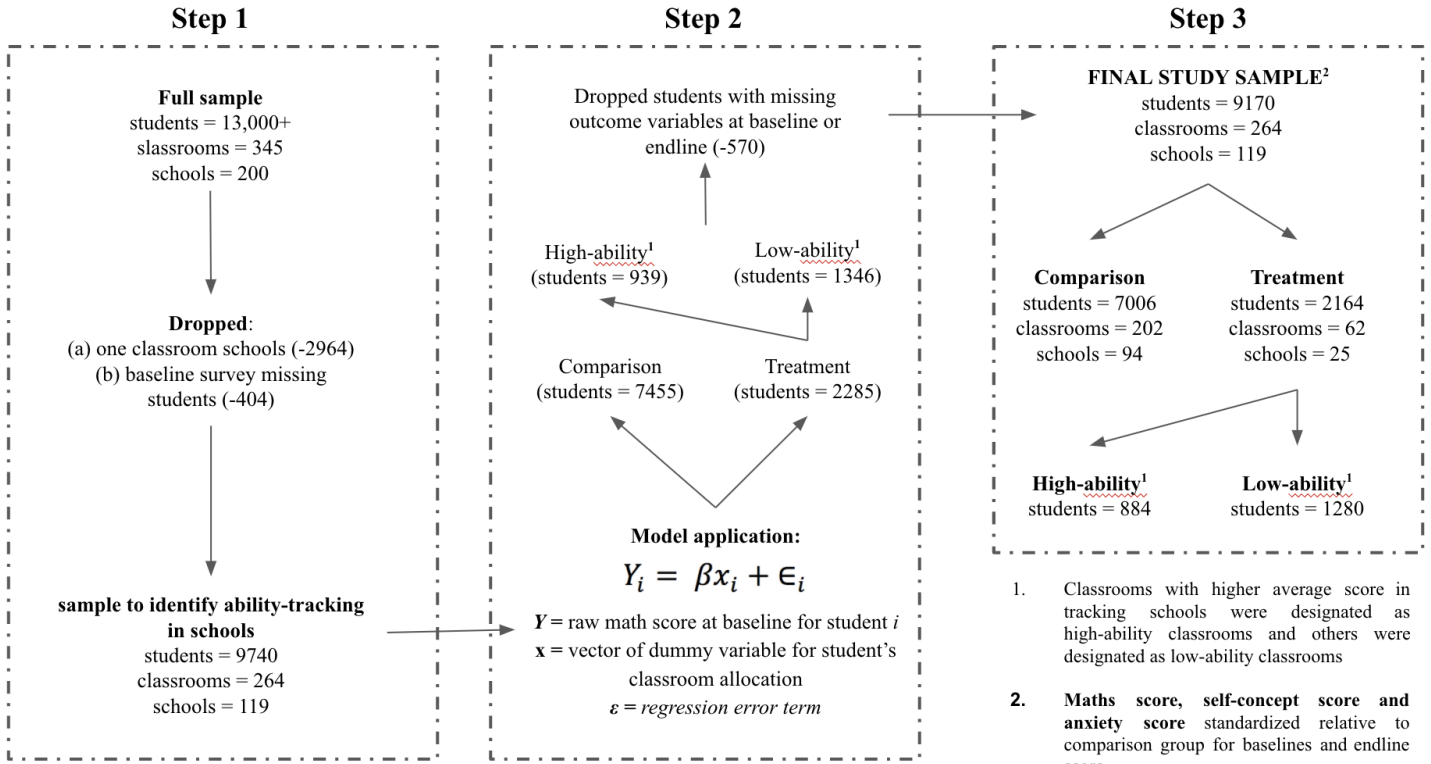 Step 1
Full sample
students = 13,000+
slassrooms = 345
schools = 200
Dropped:
(a) one classroom schools (-2964)
(b) baseline survey missing
students (-404)
sample to identify ability-tracking
in schools
students = 9740
classrooms = 264
schools = 119
Step 2
Dropped students with missing
outcome variables at baseline or
endline (-570)
High-ability¹
(students = 939)
Low-ability¹
(students = 1346)
Comparison
(students = 7455)
Treatment
(students = 2285)
Model application:
Yᵢ = βxᵢ + ∈ᵢ
Y = raw math score at baseline for student i
x = vector of dummy variable for student’s
classroom allocation
ε = regression error term
Step 3
FINAL STUDY SAMPLE²
students = 9170
classrooms = 264
schools = 119
Comparison
students = 7006
classrooms = 202
schools = 94
Treatment
students = 2164
classrooms = 62
schools = 25
High-ability¹
students = 884
Low-ability¹
students = 1280
1. Classrooms with higher average score in
tracking schools were designated as
high-ability classrooms and others were
designated as low-ability classrooms
2. Maths score, self-concept score and
anxiety score standardized relative to
comparison group for baselines and endline